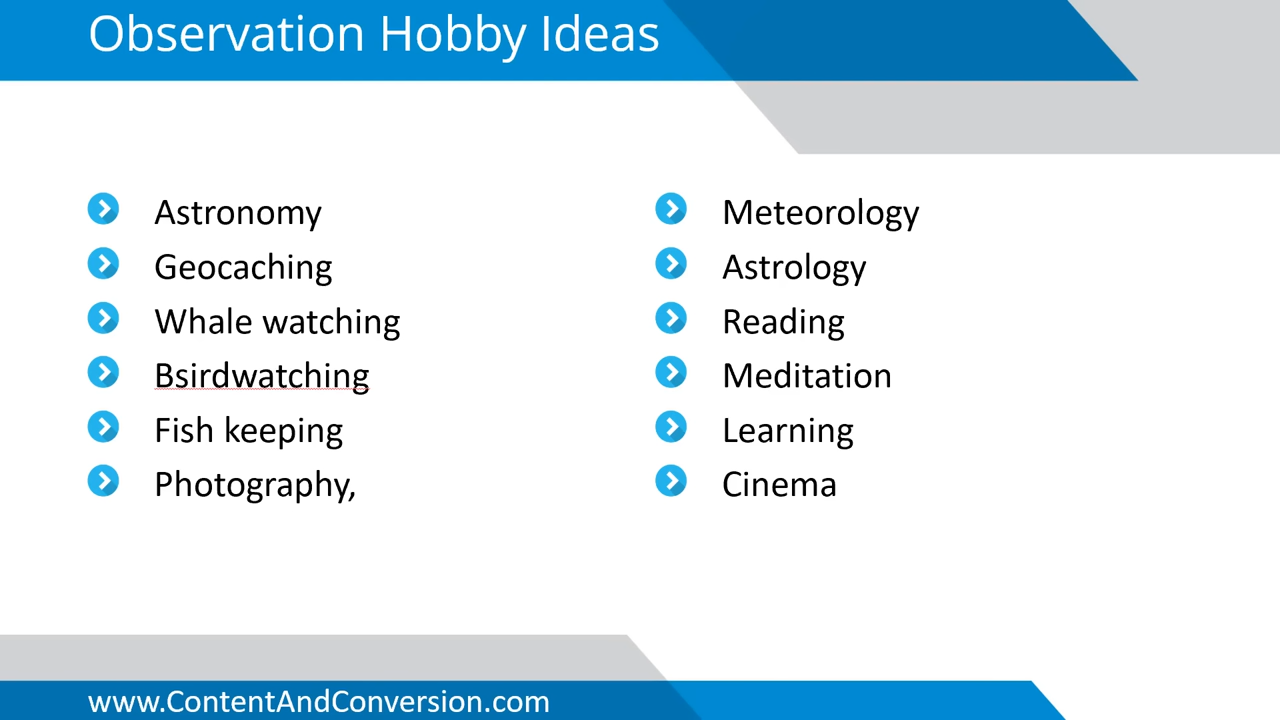 Observation Hobby Ideas
Astronomy
Geocaching
Whale watching
Bsirdwatching
Fish keeping
Photography,
Meteorology
Astrology
Reading
Meditation
Learning
Cinema
www.ContentAndConversion.com